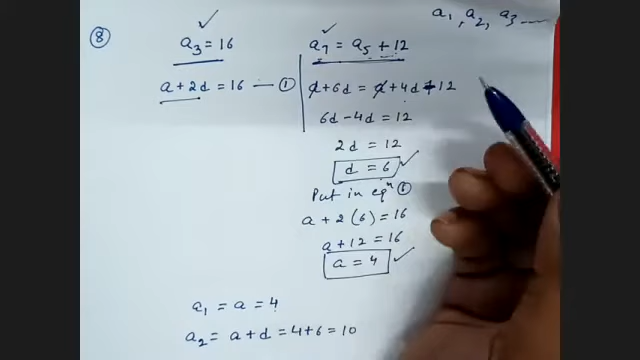 a₁, a₂, a₃ ----
⑧
a₃ = 16 ✓
a + 2d = 16 — ①
a₇ = a₅ + 12 ✓
a + 6d = a + 4d + 12
6d - 4d = 12
2d = 12
d = 6 ✓
Put in eqⁿ ①
a + 2(6) = 16
a + 12 = 16
a = 4 ✓
a₁ = a = 4
a₂ = a + d = 4 + 6 = 10